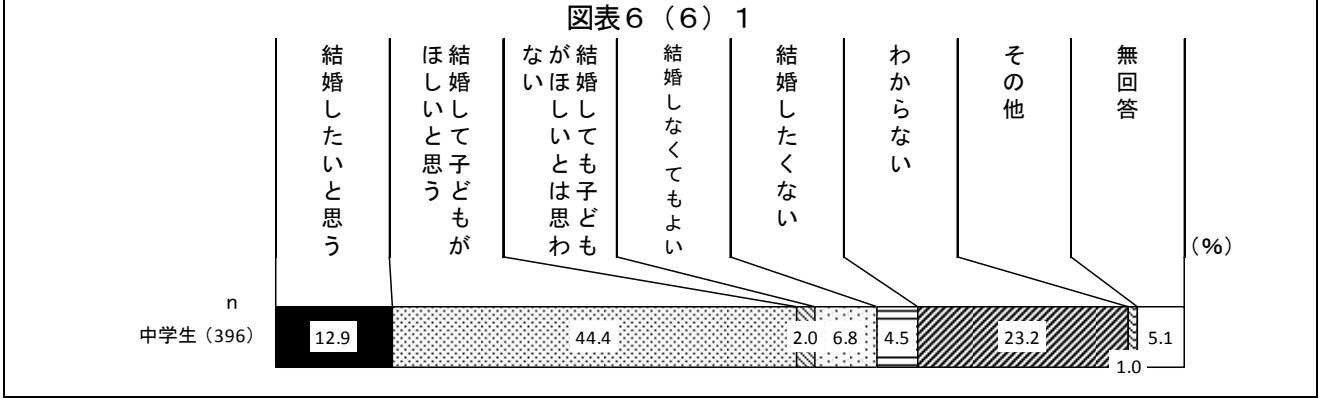 図表６（６）１
結婚したいと思う
結婚して子どもが
ほしいと思う
結婚しても子ども
がほしいとは思わ
ない
結婚しなくてもよい
結婚したくない
わからない
その他
無回答
（％）
n
中学生（396）
12.9
44.4
2.0
6.8
4.5
23.2
1.0
5.1